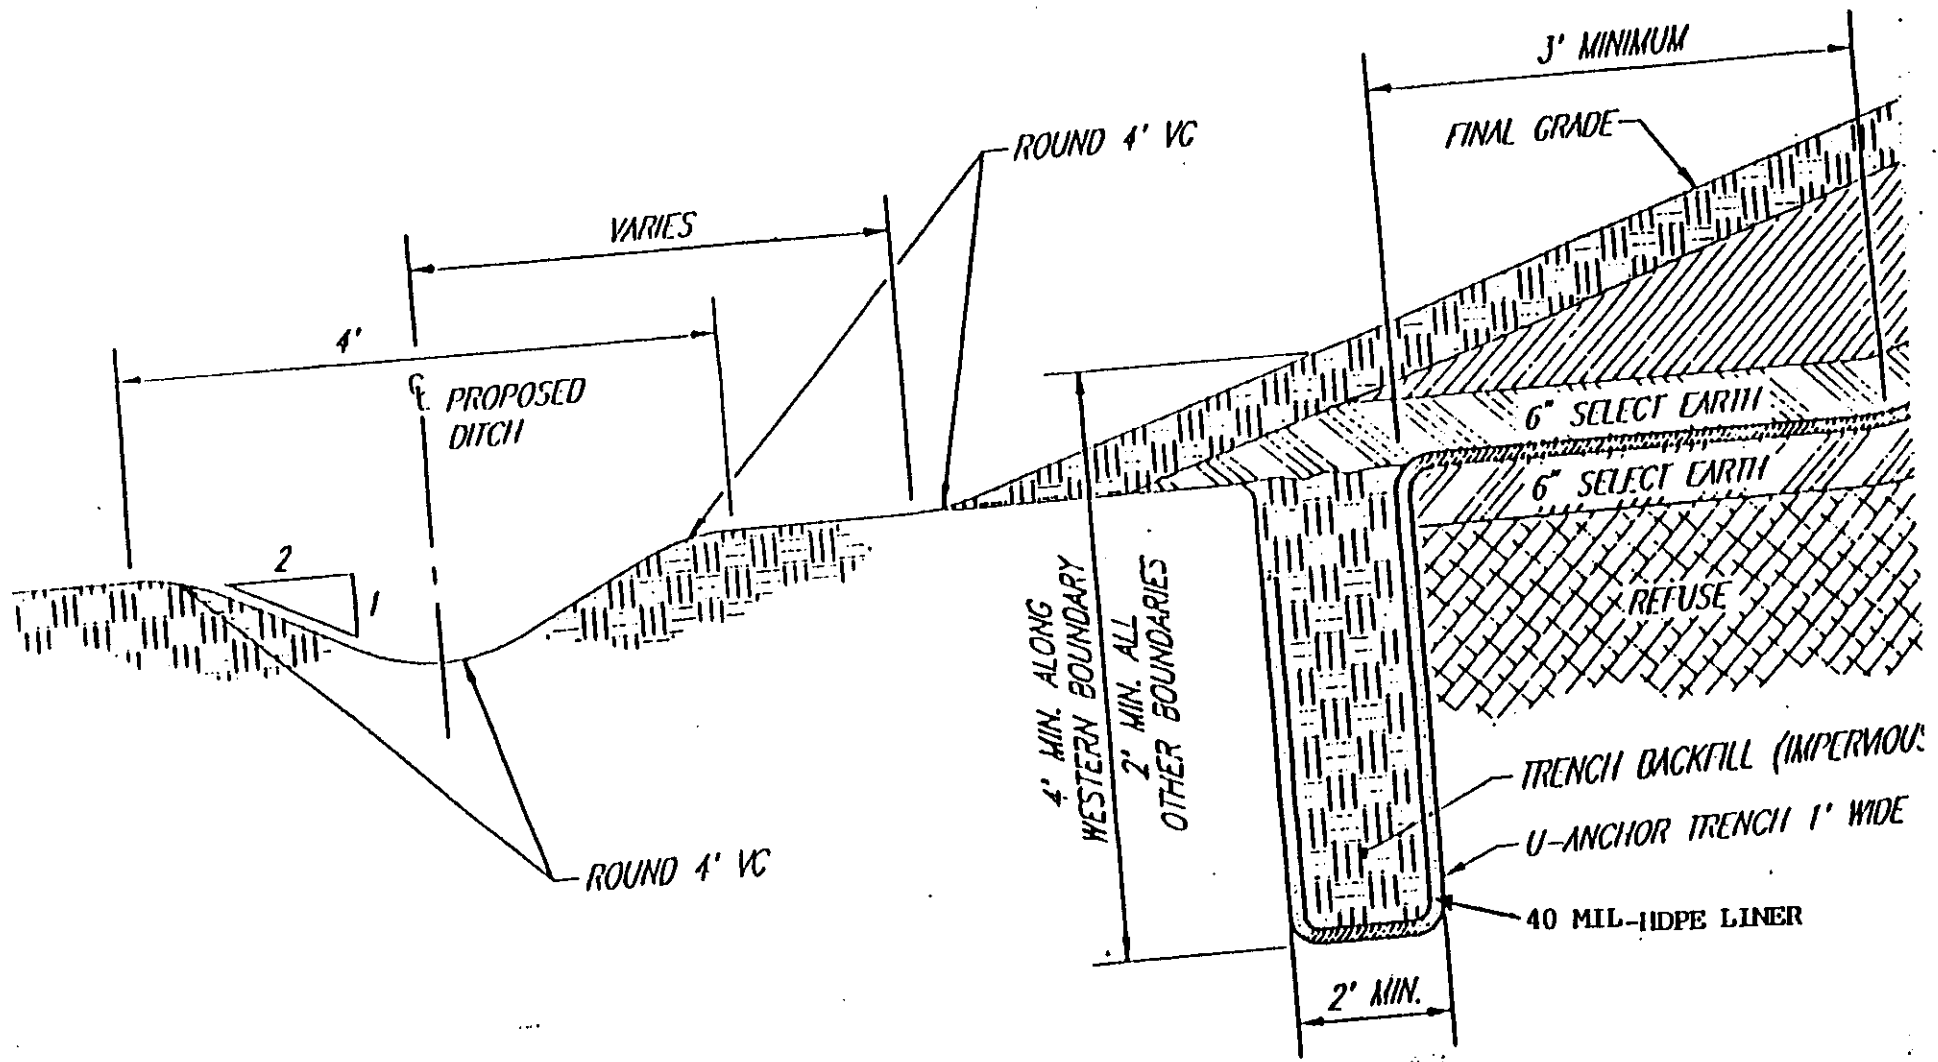 3' MINIMUM
FINAL GRADE
ROUND 4' VC
VARIES
4'
℄ PROPOSED
DITCH
2
1
6" SELECT EARTH
6" SELECT EARTH
REFUSE
4' MIN. ALONG
WESTERN BOUNDARY
2' MIN. ALL
OTHER BOUNDARIES
TRENCH BACKFILL (IMPERVIOUS
U-ANCHOR TRENCH 1' WIDE
40 MIL-HDPE LINER
ROUND 4' VC
2' MIN.